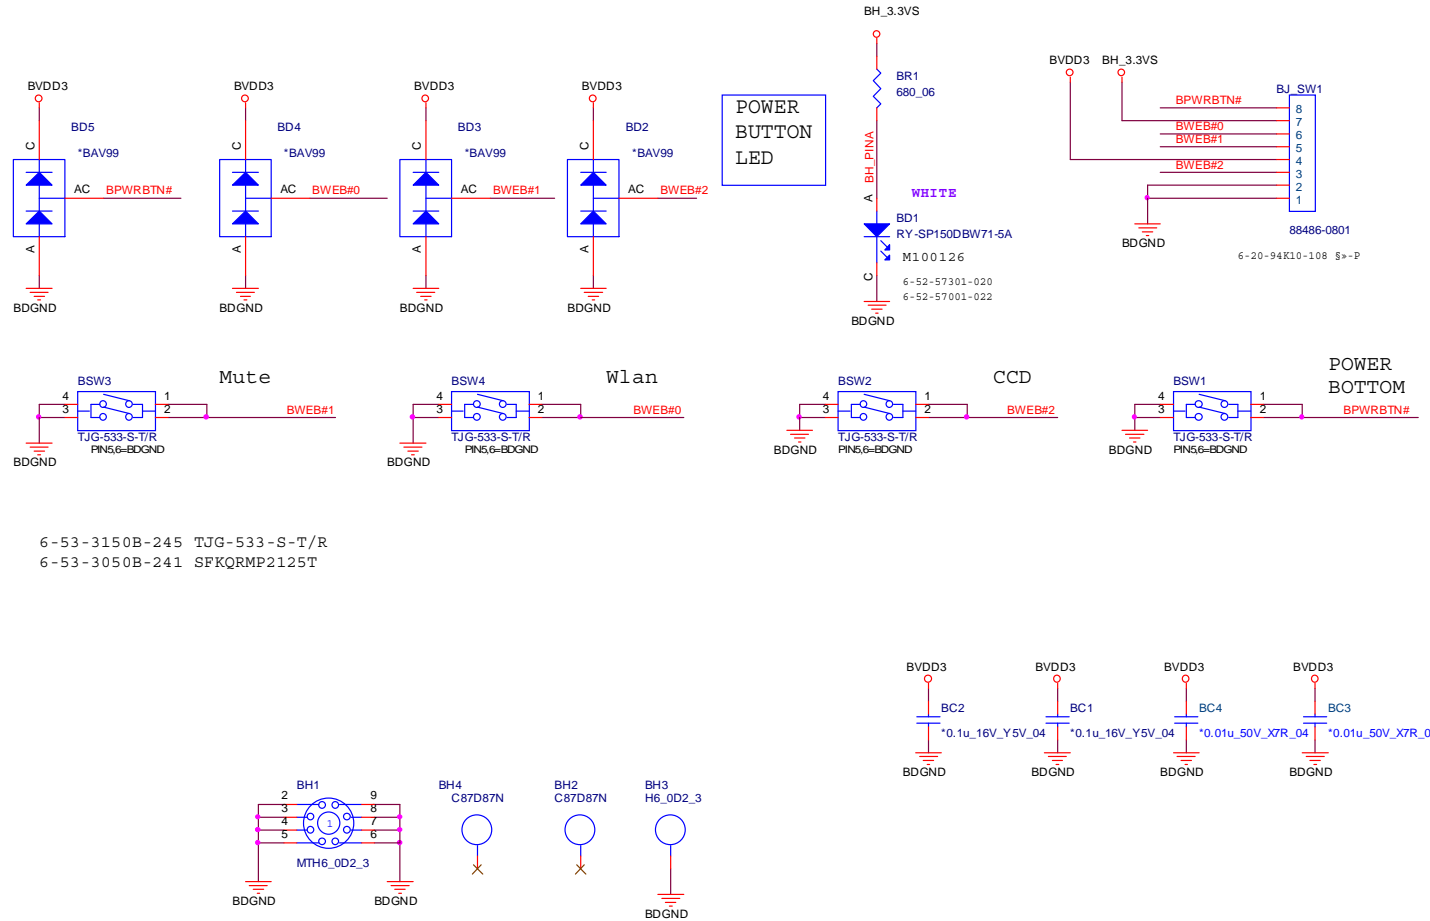 BH_3.3VS
BVDD3
BVDD3
BVDD3
BVDD3
BD5
*BAV99
C
AC
BPWRBTN#
A
BDGND
BD4
*BAV99
C
AC
BWEB#0
A
BDGND
BD3
*BAV99
C
AC
BWEB#1
A
BDGND
BD2
*BAV99
C
AC
BWEB#2
A
BDGND
POWER
BUTTON
LED
BR1
680_06
BH_PINA
A
WHITE
BD1
RY-SP150DBW71-5A
M100126
C
6-52-57301-020
6-52-57001-022
BDGND
BVDD3
BH_3.3VS
BJ_SW1
BPWRBTN#
8
7
BWEB#0
6
BWEB#1
5
4
BWEB#2
3
2
1
BDGND
88486-0801
6-20-94K10-108 §»-P
Mute
BSW3
4
3
1
2
BWEB#1
TJG-533-S-T/R
PIN5,6=BDGND
BDGND
Wlan
BSW4
4
3
1
2
BWEB#0
TJG-533-S-T/R
PIN5,6=BDGND
BDGND
CCD
BSW2
4
3
1
2
BWEB#2
TJG-533-S-T/R
PIN5,6=BDGND
BDGND
POWER
BOTTOM
BSW1
4
3
1
2
BPWRBTN#
TJG-533-S-T/R
PIN5,6=BDGND
BDGND
6-53-3150B-245 TJG-533-S-T/R
6-53-3050B-241 SFKQRMP2125T
BVDD3
BC2
*0.1u_16V_Y5V_04
BDGND
BVDD3
BC1
*0.1u_16V_Y5V_04
BDGND
BVDD3
BC4
*0.01u_50V_X7R_04
BDGND
BVDD3
BC3
*0.01u_50V_X7R_0
BDGND
BH1
2
3
4
5
1
9
8
7
6
MTH6_0D2_3
BDGND
BDGND
BH4
C87D87N
BH2
C87D87N
BH3
H6_0D2_3
BDGND